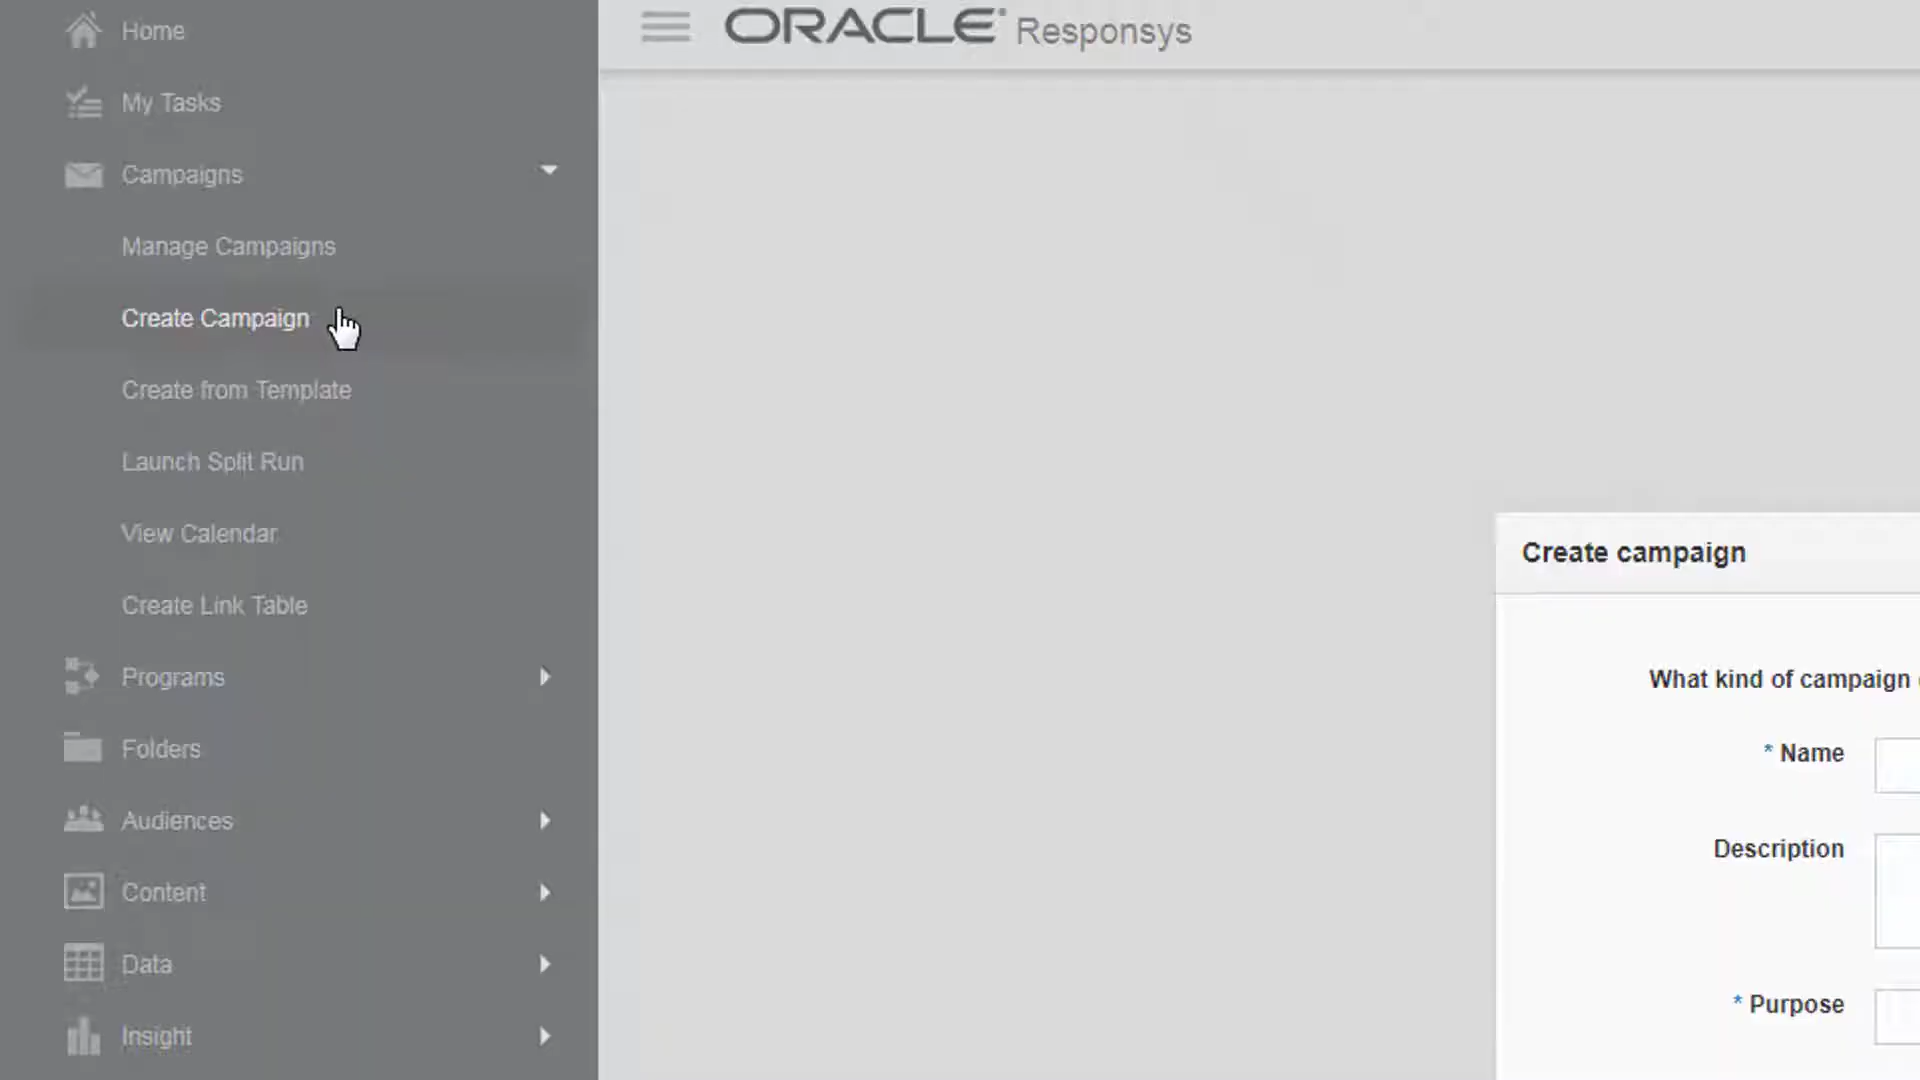 Home
My Tasks
Campaigns
Manage Campaigns
Create Campaign
Create from Template
Launch Split Run
View Calendar
Create Link Table
Programs
Folders
Audiences
Content
Data
Insight
ORACLE Responsys
Create campaign
What kind of campaign
* Name
Description
* Purpose